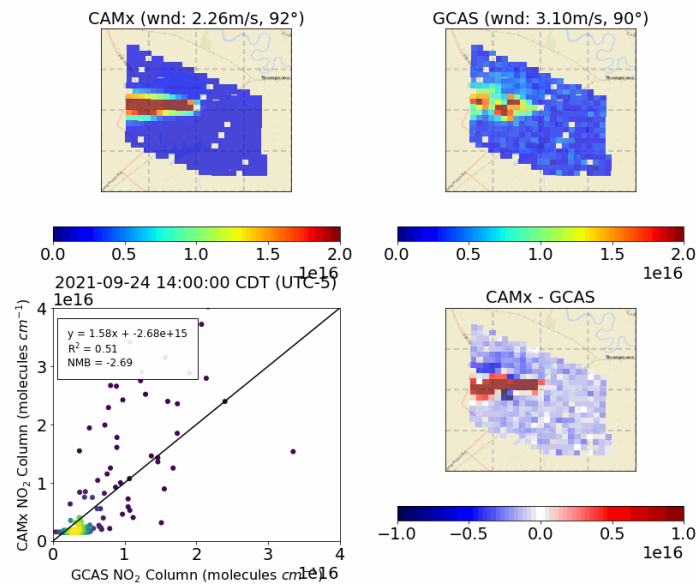 CAMx (wnd: 2.26m/s, 92°)
GCAS (wnd: 3.10m/s, 90°)
Thompsons
Thompsons
0.0 0.5 1.0 1.5 2.0
1e16
0.0 0.5 1.0 1.5 2.0
1e16
2021-09-24 14:00:00 CDT (UTC-5)
1e16
CAMx - GCAS
y = 1.58x + -2.68e+15
R² = 0.51
NMB = -2.69
Thompsons
CAMx NO₂ Column (molecules cm⁻¹)
4
3
2
1
0
0 1 2 3 4
1e16
GCAS NO₂ Column (molecules cm⁻¹)
−1.0 −0.5 0.0 0.5 1.0
1e16